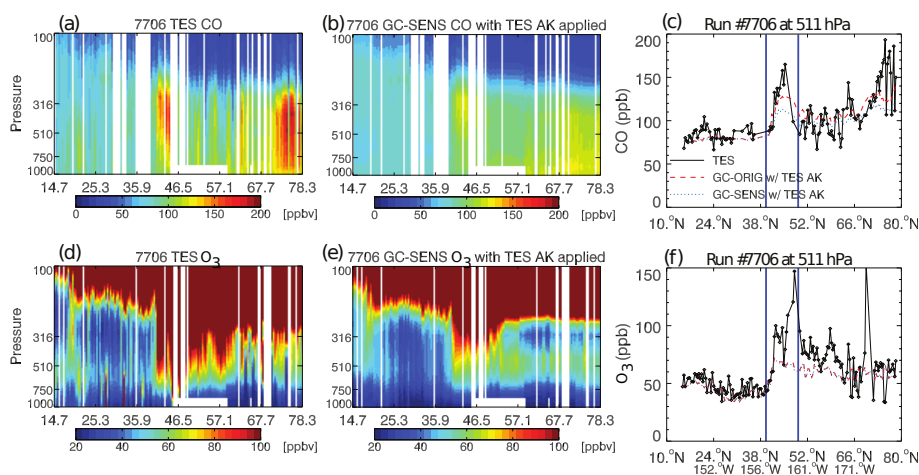 (a) 7706 TES CO
(b) 7706 GC-SENS CO with TES AK applied
(c) Run #7706 at 511 hPa
Pressure
100
316
510
750
1000
14.7 25.3 35.9 46.5 57.1 67.7 78.3
0 50 100 150 200 [ppbv]
100
316
510
750
1000
14.7 25.3 35.9 46.5 57.1 67.7 78.3
0 50 100 150 200 [ppbv]
CO (ppb)
200
150
100
50
0
TES
GC-ORIG w/ TES AK
GC-SENS w/ TES AK
10.°N 24.°N 38.°N 52.°N 66.°N 80.°N
(d) 7706 TES O3
(e) 7706 GC-SENS O3 with TES AK applied
(f) Run #7706 at 511 hPa
Pressure
100
316
510
750
1000
14.7 25.3 35.9 46.5 57.1 67.7 78.3
20 40 60 80 100 [ppbv]
100
316
510
750
1000
14.7 25.3 35.9 46.5 57.1 67.7 78.3
20 40 60 80 100 [ppbv]
O3 (ppb)
150
100
50
0
10.°N 24.°N 38.°N 52.°N 66.°N 80.°N
152.°W 156.°W 161.°W 171.°W